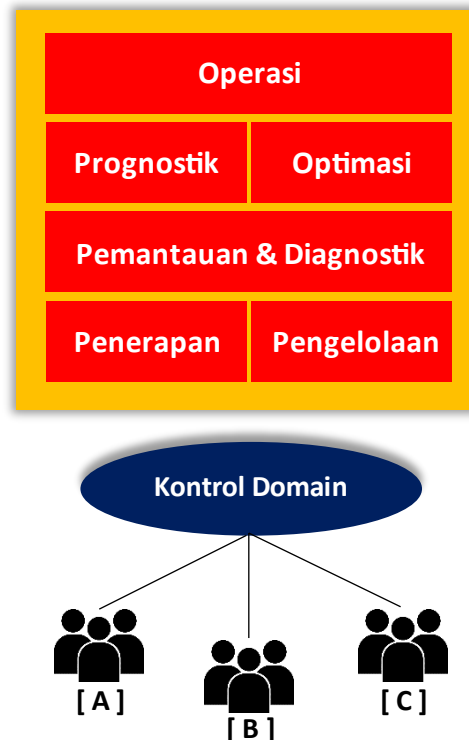 Operasi
Prognostik
Optimasi
Pemantauan & Diagnostik
Penerapan
Pengelolaan
Kontrol Domain
[ A ]
[ B ]
[ C ]